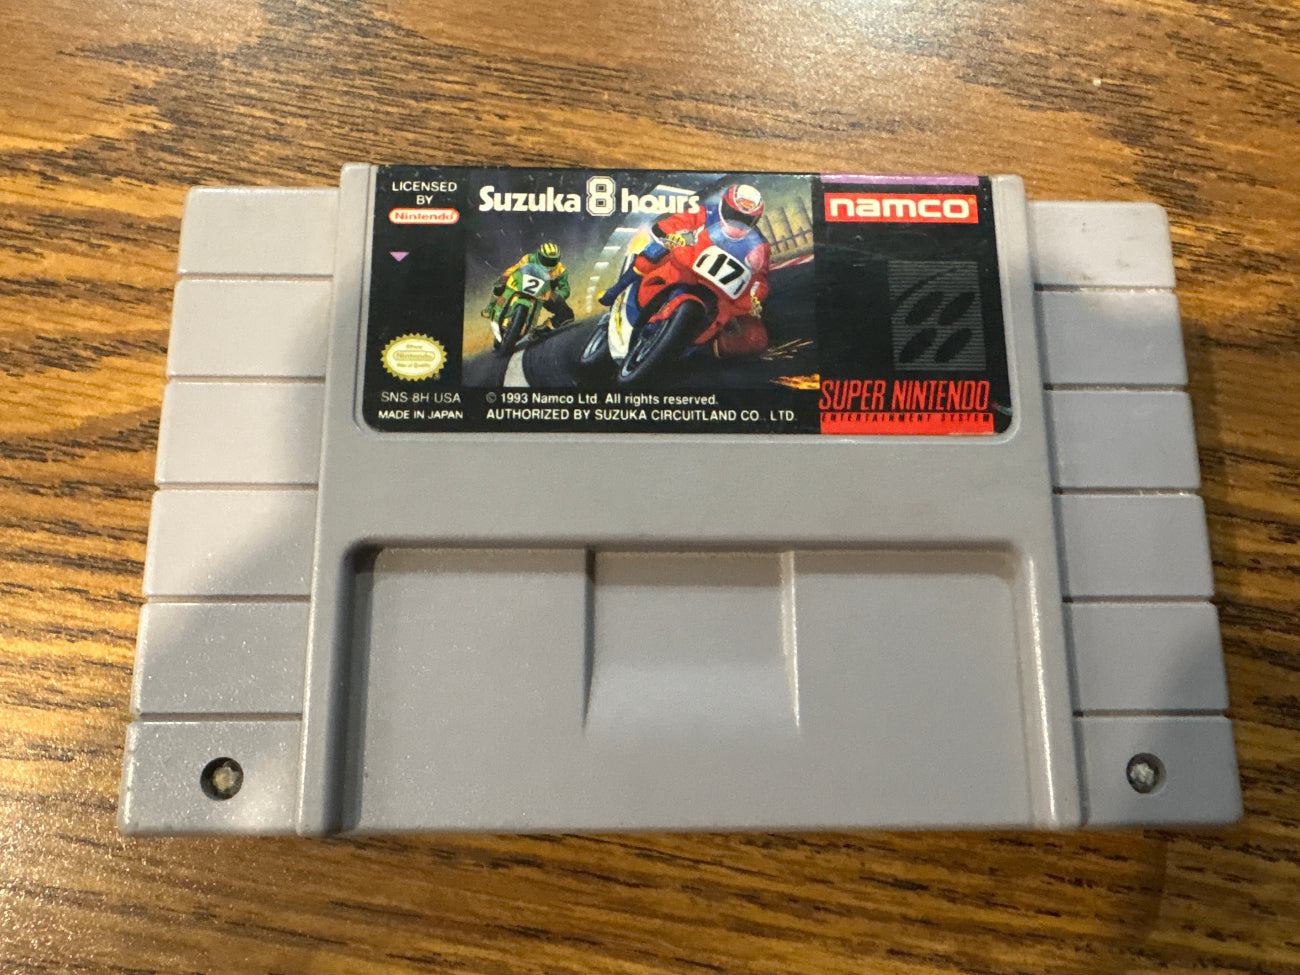 LICENSED
BY
Nintendo
Suzuka 8 hours
namco
17
2
Nintendo
SNS 8H USA
MADE IN JAPAN
© 1993 Namco Ltd. All rights reserved.
AUTHORIZED BY SUZUKA CIRCUITLAND CO., LTD.
SUPER NINTENDO
ENTERTAINMENT SYSTEM